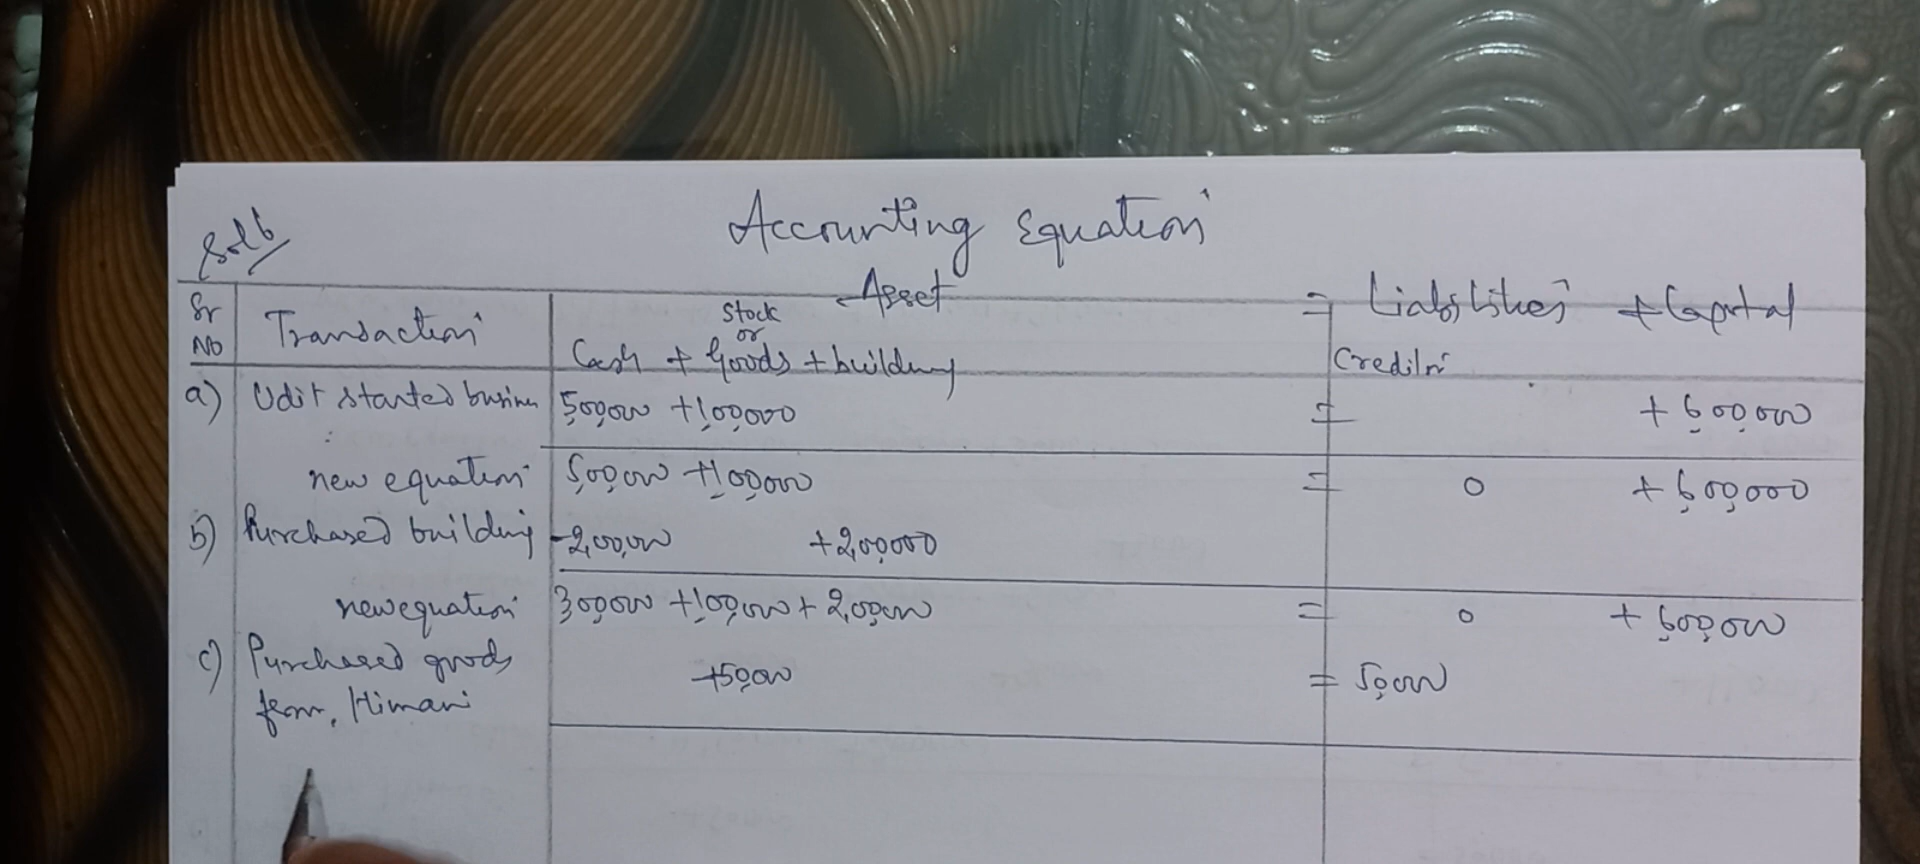 Sol 6
Accounting Equation
Asset = Liabilities + Capital
Sr No Transaction Cash + Stock or Goods + building Creditor
a) Udit started business 5,00,000 + 1,00,000 = + 6,00,000
new equation 5,00,000 + 1,00,000 = 0 + 6,00,000
b) Purchased building -2,00,000 +2,00,000
new equation 3,00,000 + 1,00,000 + 2,00,000 = 0 + 6,00,000
c) Purchased goods +50,000 = 50,000
from, Himani